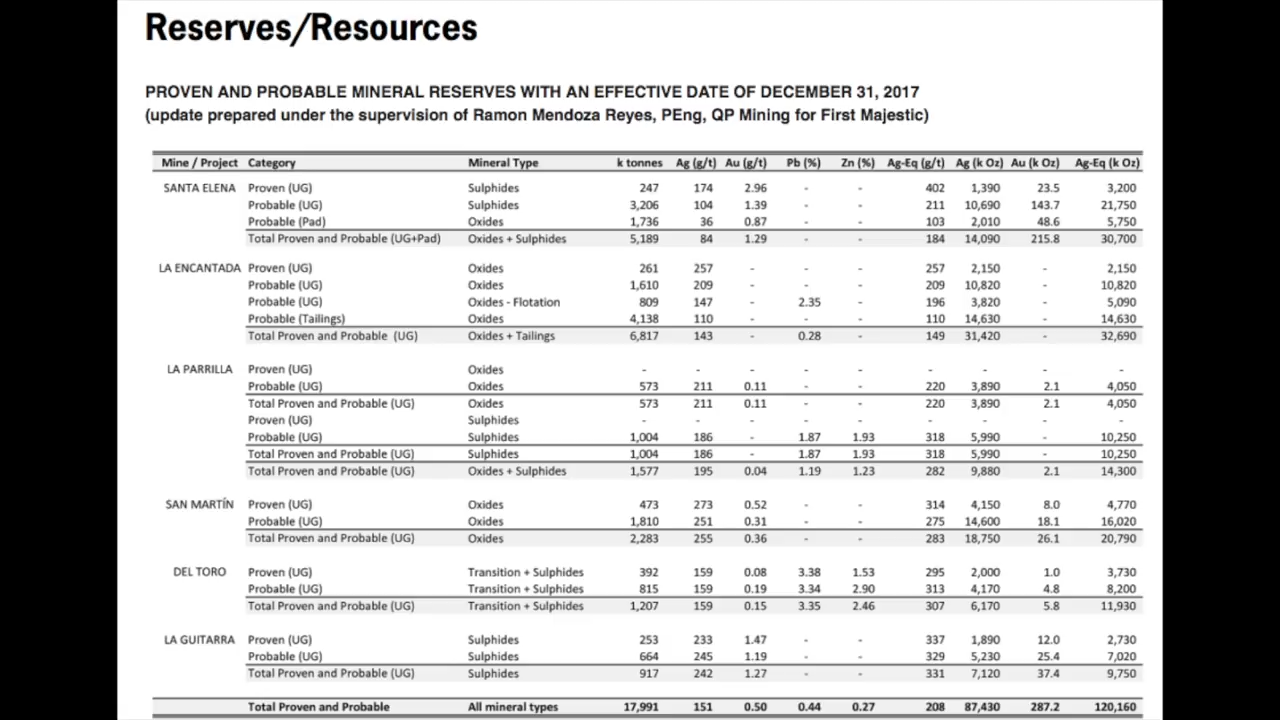 Reserves/Resources
PROVEN AND PROBABLE MINERAL RESERVES WITH AN EFFECTIVE DATE OF DECEMBER 31, 2017
(update prepared under the supervision of Ramon Mendoza Reyes, PEng, QP Mining for First Majestic)
Mine / Project Category Mineral Type k tonnes Ag (g/t) Au (g/t) Pb (%) Zn (%) Ag-Eq (g/t) Ag (k Oz) Au (k Oz) Ag-Eq (k Oz)
SANTA ELENA Proven (UG) Sulphides 247 174 2.96 - - 402 1,390 23.5 3,200
Probable (UG) Sulphides 3,206 104 1.39 - - 211 10,690 143.7 21,750
Probable (Pad) Oxides 1,736 36 0.87 - - 103 2,010 48.6 5,750
Total Proven and Probable (UG+Pad) Oxides + Sulphides 5,189 84 1.29 - - 184 14,090 215.8 30,700
LA ENCANTADA Proven (UG) Oxides 261 257 - - - 257 2,150 - 2,150
Probable (UG) Oxides 1,610 209 - - - 209 10,820 - 10,820
Probable (UG) Oxides - Flotation 809 147 - 2.35 - 196 3,820 - 5,090
Probable (Tailings) Oxides 4,138 110 - - - 110 14,630 - 14,630
Total Proven and Probable (UG) Oxides + Tailings 6,817 143 - 0.28 - 149 31,420 - 32,690
LA PARRILLA Proven (UG) Oxides - - - - - - - - -
Probable (UG) Oxides 573 211 0.11 - - 220 3,890 2.1 4,050
Total Proven and Probable (UG) Oxides 573 211 0.11 - - 220 3,890 2.1 4,050
Proven (UG) Sulphides - - - - - - - - -
Probable (UG) Sulphides 1,004 186 - 1.87 1.93 318 5,990 - 10,250
Total Proven and Probable (UG) Sulphides 1,004 186 - 1.87 1.93 318 5,990 - 10,250
Total Proven and Probable (UG) Oxides + Sulphides 1,577 195 0.04 1.19 1.23 282 9,880 2.1 14,300
SAN MARTÍN Proven (UG) Oxides 473 273 0.52 - - 314 4,150 8.0 4,770
Probable (UG) Oxides 1,810 251 0.31 - - 275 14,600 18.1 16,020
Total Proven and Probable (UG) Oxides 2,283 255 0.36 - - 283 18,750 26.1 20,790
DEL TORO Proven (UG) Transition + Sulphides 392 159 0.08 3.38 1.53 295 2,000 1.0 3,730
Probable (UG) Transition + Sulphides 815 159 0.19 3.34 2.90 313 4,170 4.8 8,200
Total Proven and Probable (UG) Transition + Sulphides 1,207 159 0.15 3.35 2.46 307 6,170 5.8 11,930
LA GUITARRA Proven (UG) Sulphides 253 233 1.47 - - 337 1,890 12.0 2,730
Probable (UG) Sulphides 664 245 1.19 - - 329 5,230 25.4 7,020
Total Proven and Probable (UG) Sulphides 917 242 1.27 - - 331 7,120 37.4 9,750
Total Proven and Probable All mineral types 17,991 151 0.50 0.44 0.27 208 87,430 287.2 120,160